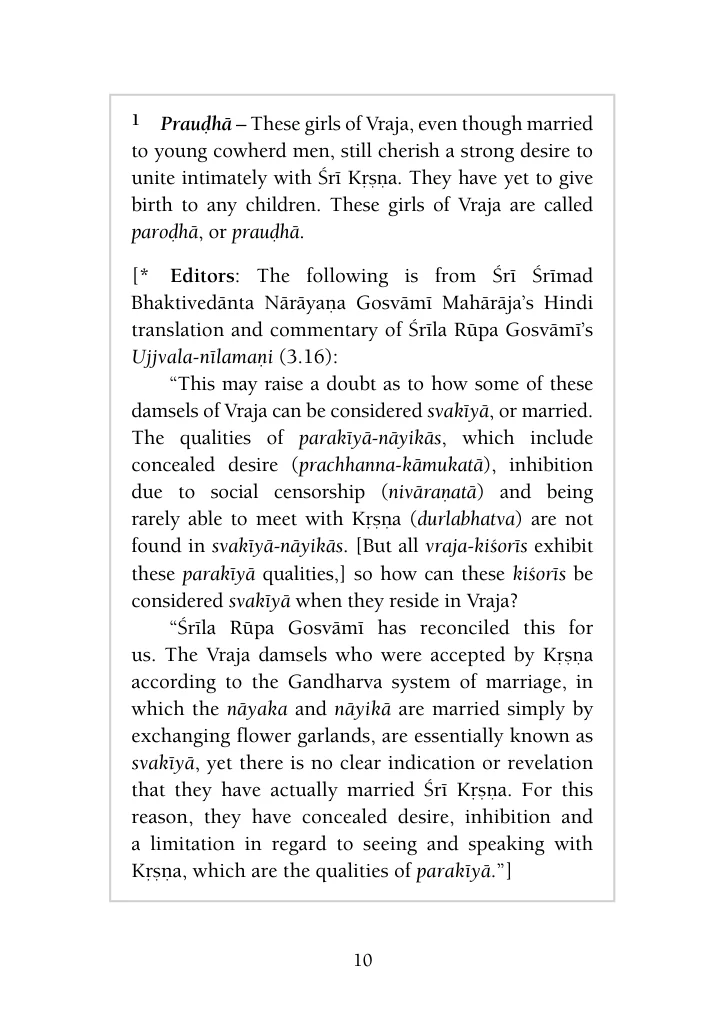 1 Prauḍhā – These girls of Vraja, even though married
to young cowherd men, still cherish a strong desire to
unite intimately with Śrī Kṛṣṇa. They have yet to give
birth to any children. These girls of Vraja are called
paroḍhā, or prauḍhā.
[* Editors: The following is from Śrī Śrīmad
Bhaktivedānta Nārāyaṇa Gosvāmī Mahārāja’s Hindi
translation and commentary of Śrīla Rūpa Gosvāmī’s
Ujjvala-nīlamaṇi (3.16):
“This may raise a doubt as to how some of these
damsels of Vraja can be considered svakīyā, or married.
The qualities of parakīyā-nāyikās, which include
concealed desire (prachhanna-kāmukatā), inhibition
due to social censorship (nivāraṇatā) and being
rarely able to meet with Kṛṣṇa (durlabhatva) are not
found in svakīyā-nāyikās. [But all vraja-kiśorīs exhibit
these parakīyā qualities,] so how can these kiśorīs be
considered svakīyā when they reside in Vraja?
“Śrīla Rūpa Gosvāmī has reconciled this for
us. The Vraja damsels who were accepted by Kṛṣṇa
according to the Gandharva system of marriage, in
which the nāyaka and nāyikā are married simply by
exchanging flower garlands, are essentially known as
svakīyā, yet there is no clear indication or revelation
that they have actually married Śrī Kṛṣṇa. For this
reason, they have concealed desire, inhibition and
a limitation in regard to seeing and speaking with
Kṛṣṇa, which are the qualities of parakīyā.”]
10